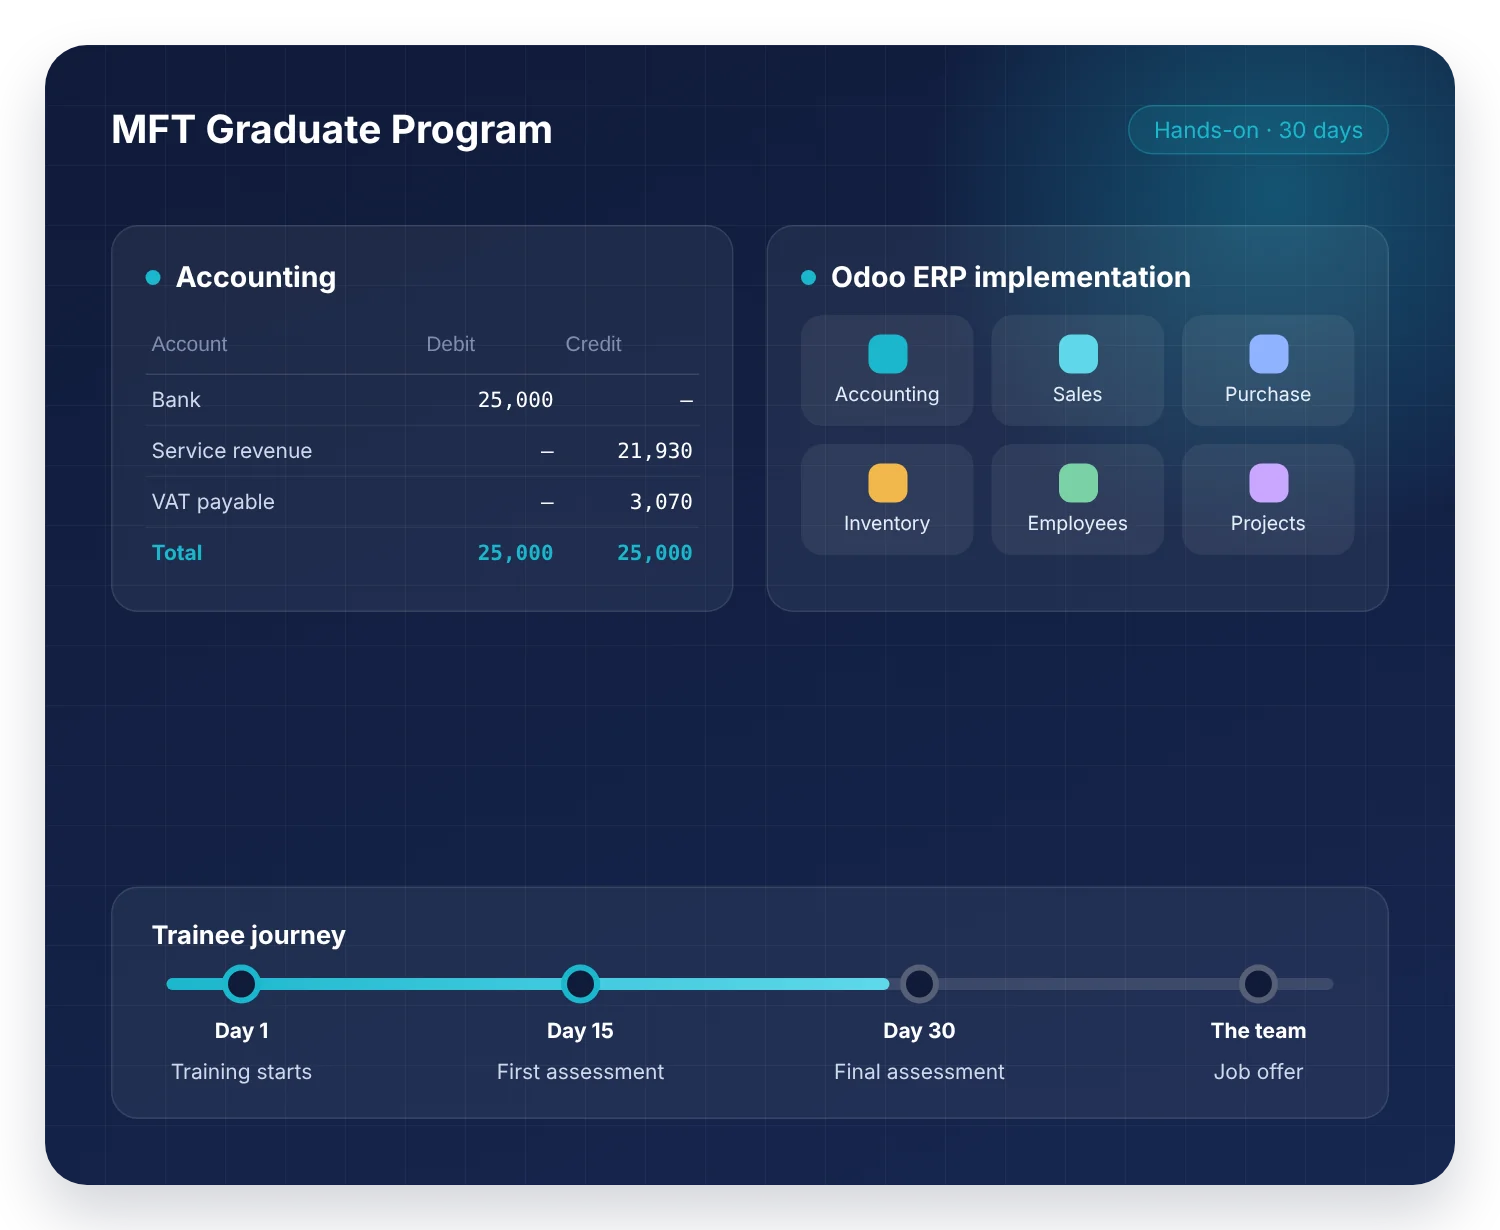 MFT Graduate Program
Hands-on · 30 days
Accounting
Account Debit Credit
Bank 25,000 –
Service revenue – 21,930
VAT payable – 3,070
Total 25,000 25,000
Odoo ERP implementation
Accounting Sales Purchase
Inventory Employees Projects
Trainee journey
Day 1 Day 15 Day 30 The team
Training starts First assessment Final assessment Job offer